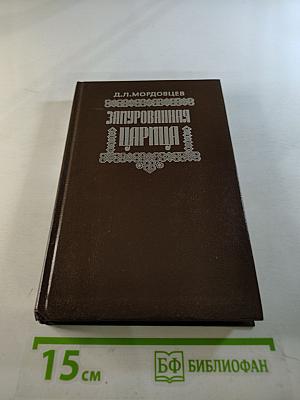 Д.Л.МОРДОВЦЕВ
ЗАМУРОВАННАЯ
ЦАРИЦА
15 см
БФ БИБЛИОФАН